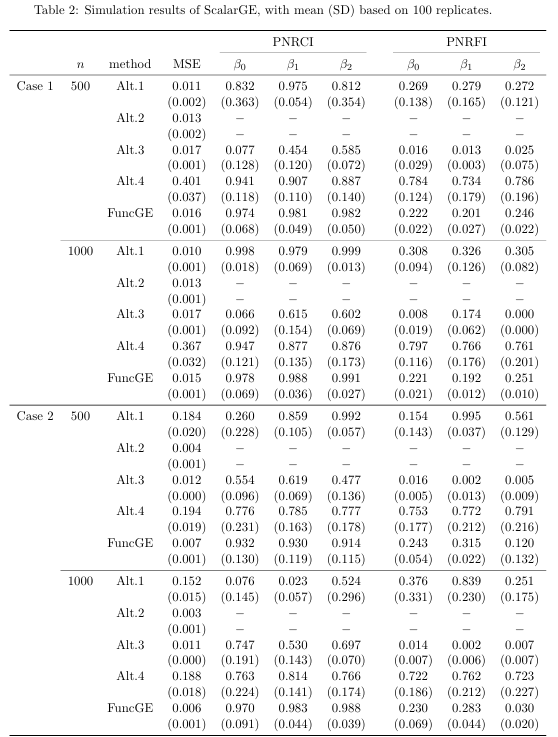 Table 2: Simulation results of ScalarGE, with mean (SD) based on 100 replicates.
PNRCI PNRFI
n method MSE β0 β1 β2 β0 β1 β2
Case 1 500 Alt.1 0.011 0.832 0.975 0.812 0.269 0.279 0.272
(0.002) (0.363) (0.054) (0.354) (0.138) (0.165) (0.121)
Alt.2 0.013 − − − − − −
(0.002) − − − − − −
Alt.3 0.017 0.077 0.454 0.585 0.016 0.013 0.025
(0.001) (0.128) (0.120) (0.072) (0.029) (0.003) (0.075)
Alt.4 0.401 0.941 0.907 0.887 0.784 0.734 0.786
(0.037) (0.118) (0.110) (0.140) (0.124) (0.179) (0.196)
FuncGE 0.016 0.974 0.981 0.982 0.222 0.201 0.246
(0.001) (0.068) (0.049) (0.050) (0.022) (0.027) (0.022)
1000 Alt.1 0.010 0.998 0.979 0.999 0.308 0.326 0.305
(0.001) (0.018) (0.069) (0.013) (0.094) (0.126) (0.082)
Alt.2 0.013 − − − − − −
(0.001) − − − − − −
Alt.3 0.017 0.066 0.615 0.602 0.008 0.174 0.000
(0.001) (0.092) (0.154) (0.069) (0.019) (0.062) (0.000)
Alt.4 0.367 0.947 0.877 0.876 0.797 0.766 0.761
(0.032) (0.121) (0.135) (0.173) (0.116) (0.176) (0.201)
FuncGE 0.015 0.978 0.988 0.991 0.221 0.192 0.251
(0.001) (0.069) (0.036) (0.027) (0.021) (0.012) (0.010)
Case 2 500 Alt.1 0.184 0.260 0.859 0.992 0.154 0.995 0.561
(0.020) (0.228) (0.105) (0.057) (0.143) (0.037) (0.129)
Alt.2 0.004 − − − − − −
(0.001) − − − − − −
Alt.3 0.012 0.554 0.619 0.477 0.016 0.002 0.005
(0.000) (0.096) (0.069) (0.136) (0.005) (0.013) (0.009)
Alt.4 0.194 0.776 0.785 0.777 0.753 0.772 0.791
(0.019) (0.231) (0.163) (0.178) (0.177) (0.212) (0.216)
FuncGE 0.007 0.932 0.930 0.914 0.243 0.315 0.120
(0.001) (0.130) (0.119) (0.115) (0.054) (0.022) (0.132)
1000 Alt.1 0.152 0.076 0.023 0.524 0.376 0.839 0.251
(0.015) (0.145) (0.057) (0.296) (0.331) (0.230) (0.175)
Alt.2 0.003 − − − − − −
(0.001) − − − − − −
Alt.3 0.011 0.747 0.530 0.697 0.014 0.002 0.007
(0.000) (0.191) (0.143) (0.070) (0.007) (0.006) (0.007)
Alt.4 0.188 0.763 0.814 0.766 0.722 0.762 0.723
(0.018) (0.224) (0.141) (0.174) (0.186) (0.212) (0.227)
FuncGE 0.006 0.970 0.983 0.988 0.230 0.283 0.030
(0.001) (0.091) (0.044) (0.039) (0.069) (0.044) (0.020)